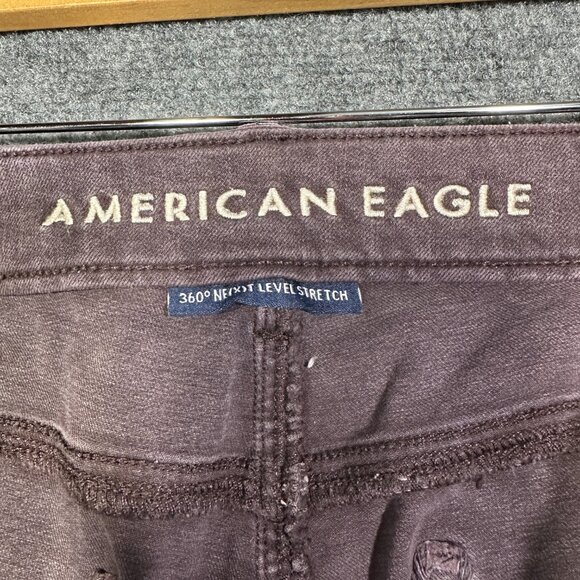 AMERICAN EAGLE
360° NE(X)T LEVEL STRETCH